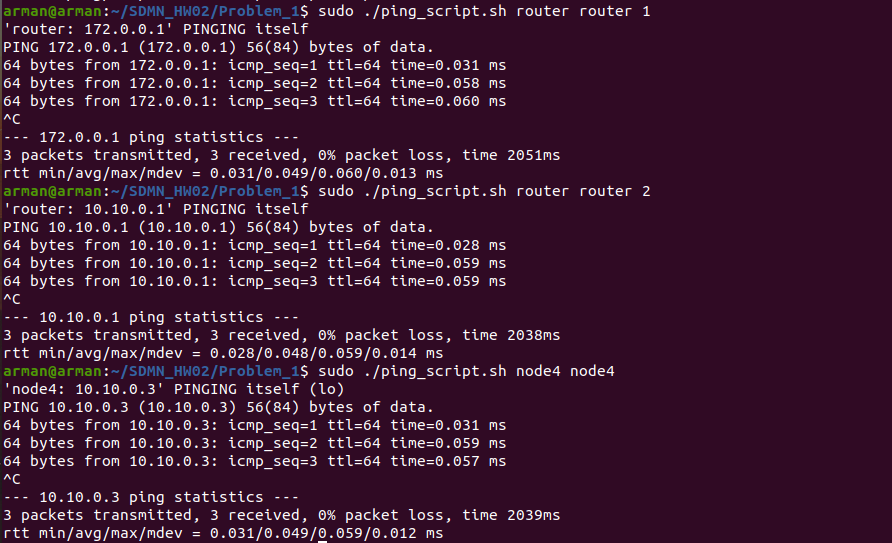 arman@arman:~/SDMN_HW02/Problem_1$ sudo ./ping_script.sh router router 1
'router: 172.0.0.1' PINGING itself
PING 172.0.0.1 (172.0.0.1) 56(84) bytes of data.
64 bytes from 172.0.0.1: icmp_seq=1 ttl=64 time=0.031 ms
64 bytes from 172.0.0.1: icmp_seq=2 ttl=64 time=0.058 ms
64 bytes from 172.0.0.1: icmp_seq=3 ttl=64 time=0.060 ms
^C
--- 172.0.0.1 ping statistics ---
3 packets transmitted, 3 received, 0% packet loss, time 2051ms
rtt min/avg/max/mdev = 0.031/0.049/0.060/0.013 ms
arman@arman:~/SDMN_HW02/Problem_1$ sudo ./ping_script.sh router router 2
'router: 10.10.0.1' PINGING itself
PING 10.10.0.1 (10.10.0.1) 56(84) bytes of data.
64 bytes from 10.10.0.1: icmp_seq=1 ttl=64 time=0.028 ms
64 bytes from 10.10.0.1: icmp_seq=2 ttl=64 time=0.059 ms
64 bytes from 10.10.0.1: icmp_seq=3 ttl=64 time=0.059 ms
^C
--- 10.10.0.1 ping statistics ---
3 packets transmitted, 3 received, 0% packet loss, time 2038ms
rtt min/avg/max/mdev = 0.028/0.048/0.059/0.014 ms
arman@arman:~/SDMN_HW02/Problem_1$ sudo ./ping_script.sh node4 node4
'node4: 10.10.0.3' PINGING itself (lo)
PING 10.10.0.3 (10.10.0.3) 56(84) bytes of data.
64 bytes from 10.10.0.3: icmp_seq=1 ttl=64 time=0.031 ms
64 bytes from 10.10.0.3: icmp_seq=2 ttl=64 time=0.059 ms
64 bytes from 10.10.0.3: icmp_seq=3 ttl=64 time=0.057 ms
^C
--- 10.10.0.3 ping statistics ---
3 packets transmitted, 3 received, 0% packet loss, time 2039ms
rtt min/avg/max/mdev = 0.031/0.049/0.059/0.012 ms